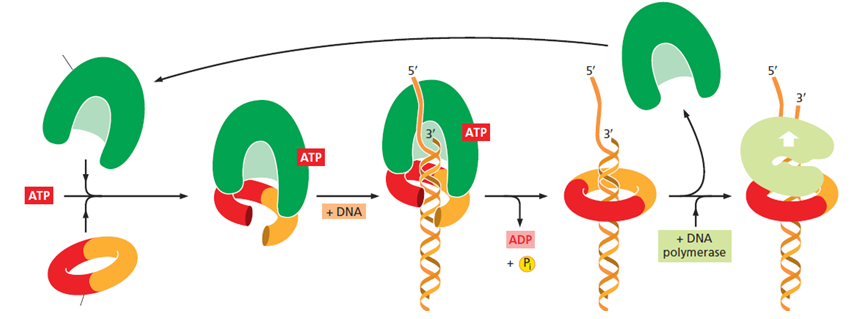 ATP
ATP
+ DNA
5′
3′
ATP
ADP
+ Pi
5′
3′
+ DNA
polymerase
5′
3′